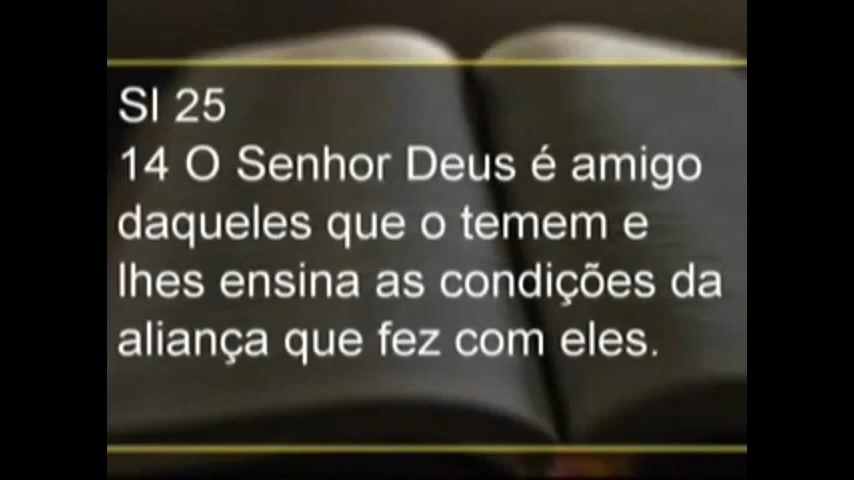 Sl 25
14 O Senhor Deus é amigo
daqueles que o temem e
lhes ensina as condições da
aliança que fez com eles.